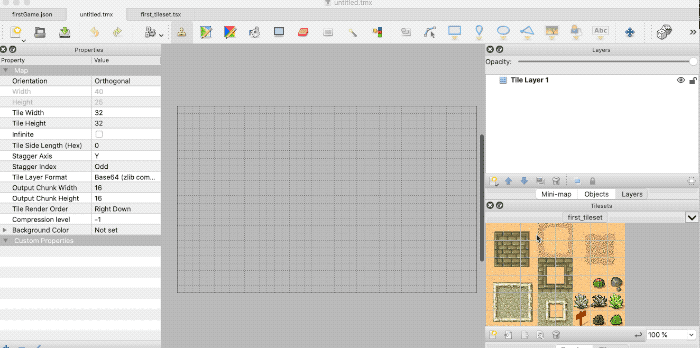 untitled.tmx
firstGame.json
untitled.tmx
first_tileset.tsx
Abc
Properties
Property Value
Map
Orientation Orthogonal
Width 40
Height 25
Tile Width 32
Tile Height 32
Infinite
Tile Side Length (Hex) 0
Stagger Axis Y
Stagger Index Odd
Tile Layer Format Base64 (zlib com...
Output Chunk Width 16
Output Chunk Height 16
Tile Render Order Right Down
Compression level -1
Background Color Not set
Custom Properties
Layers
Opacity:
Tile Layer 1
Mini-map Objects Layers
Tilesets
first_tileset
100 %